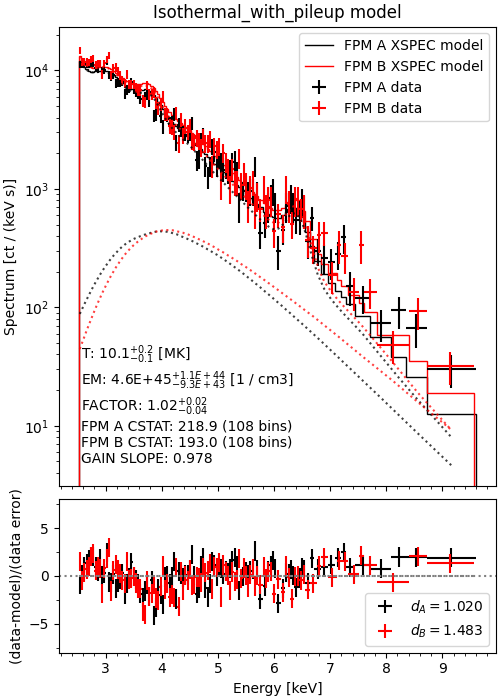 Isothermal_with_pileup model
FPM A XSPEC model
FPM B XSPEC model
FPM A data
FPM B data
10⁴
10³
10²
10¹
Spectrum [ct / (keV s)]
T: 10.1⁺⁰·²₋₀.₁ [MK]
EM: 4.6E+45⁺¹·¹ᴱ⁺⁴⁴₋₉.₃E₊₄₃ [1 / cm3]
FACTOR: 1.02⁺⁰·⁰²₋₀.₀₄
FPM A CSTAT: 218.9 (108 bins)
FPM B CSTAT: 193.0 (108 bins)
GAIN SLOPE: 0.978
(data-model)/(data error)
5
0
−5
d_A = 1.020
d_B = 1.483
3 4 5 6 7 8 9
Energy [keV]